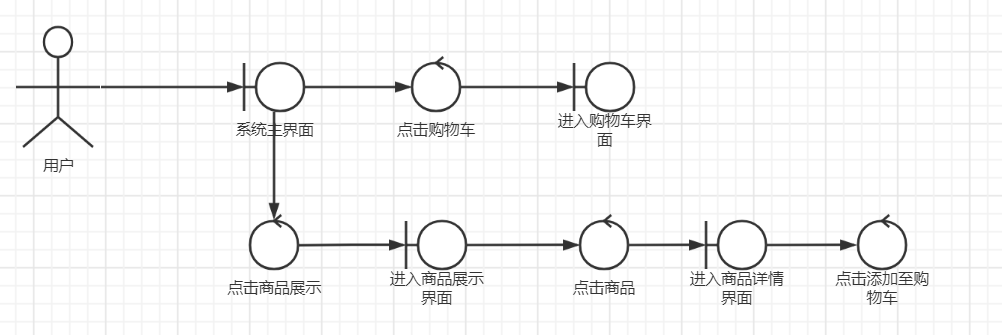 用户
系统主界面
点击购物车
进入购物车界
面
点击商品展示
进入商品展示
界面
点击商品
进入商品详情
界面
点击添加至购
物车